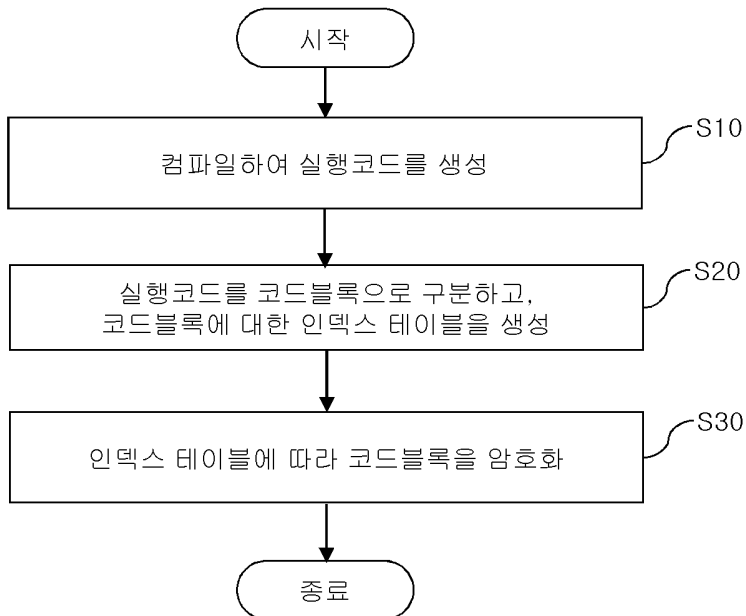 시작
S10
컴파일하여 실행코드를 생성
S20
실행코드를 코드블록으로 구분하고,
코드블록에 대한 인덱스 테이블을 생성
S30
인덱스 테이블에 따라 코드블록을 암호화
종료